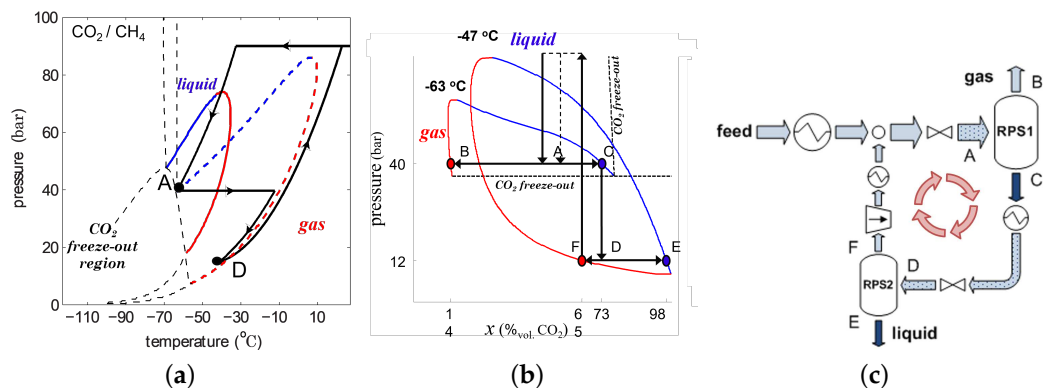 CO2 / CH4
100
80
60
40
20
0
pressure (bar)
liquid
A
CO2
freeze-out
region
gas
D
−110
−90
−70
−50
−30
−10
10
temperature (°C)
(a)
-47 °C
liquid
-63 °C
gas
CO2 freeze-out
B
A
C
CO2 freeze-out
pressure (bar)
40
12
F
D
E
1
4
6
5
73
98
x (%vol. CO2)
(b)
gas
B
feed
RPS1
A
C
F
D
RPS2
E
liquid
(c)